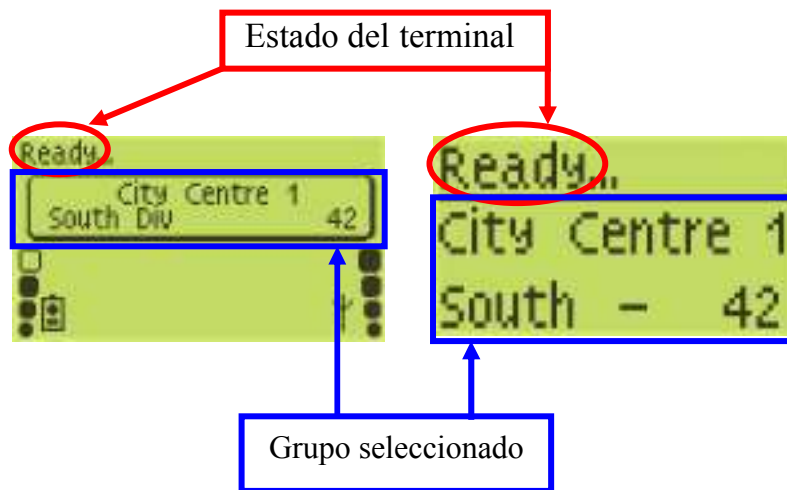 Estado del terminal
Ready...
City Centre 1
South Div 42
Ready...
City Centre 1
South - 42
Grupo seleccionado